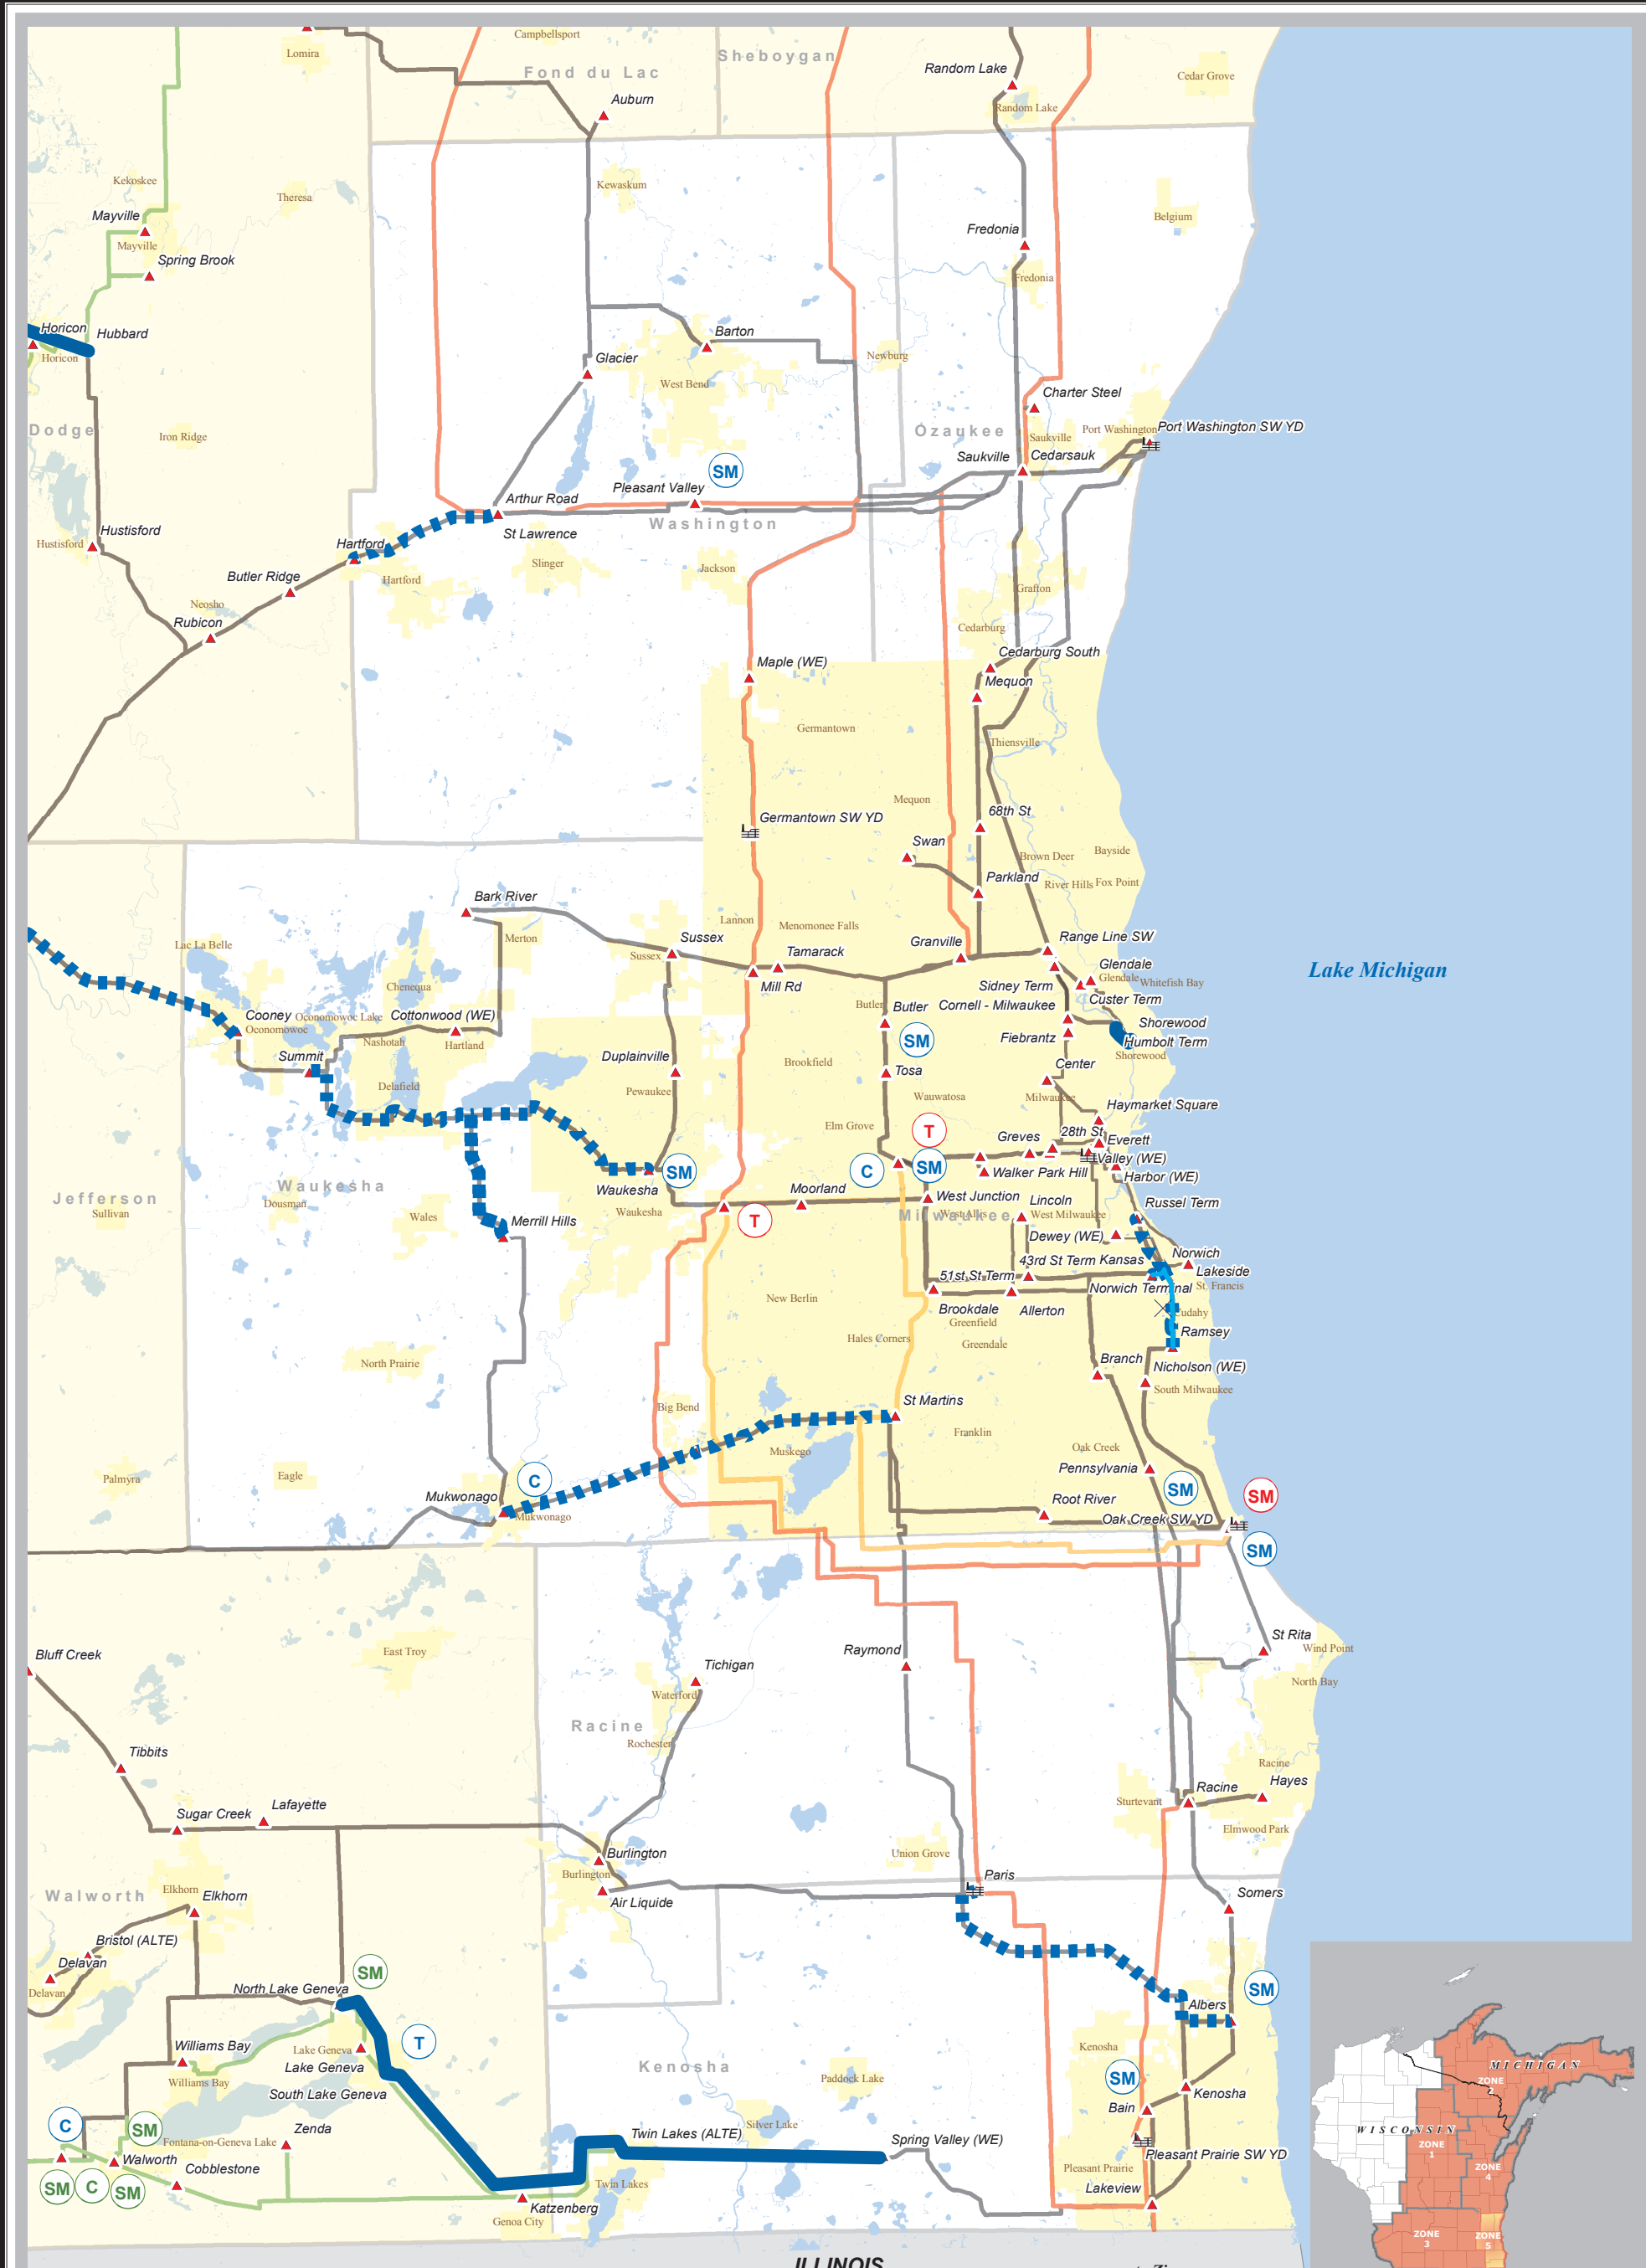 Campbellsport
Sheboygan
Lomira
Fond du Lac
Random Lake
Cedar Grove
Auburn
Random Lake
Kekoskee
Kewaskum
Theresa
Mayville
Belgium
Mayville
Fredonia
Spring Brook
Fredonia
Horicon
Hubbard
Barton
Horicon
Glacier
Newburg
West Bend
Charter Steel
Dodge
Iron Ridge
Ozaukee
Saukville
Port Washington
Port Washington SW YD
Saukville
Cedarsauk
SM
Pleasant Valley
Arthur Road
Washington
Hustisford
Hustisford
St Lawrence
Hartford
Slinger
Jackson
Butler Ridge
Hartford
Grafton
Neosho
Rubicon
Cedarburg
Cedarburg South
Maple (WE)
Mequon
Germantown
Thiensville
Mequon
68th St
Germantown SW YD
Swan
Brown Deer
Bayside
Parkland
River Hills
Fox Point
Bark River
Lannon
Menomonee Falls
Merton
Sussex
Granville
Range Line SW
Lac La Belle
Sussex
Tamarack
Glendale
Lake Michigan
Chenequa
Mill Rd
Sidney Term
Glendale
Whitefish Bay
Custer Term
Butler
Butler
Cornell - Milwaukee
Cooney
Oconomowoc Lake
Cottonwood (WE)
Oconomowoc
Shorewood
SM
Fiebrantz
Humbolt Term
Nashotah
Hartland
Shorewood
Summit
Duplainville
Brookfield
Center
Tosa
Delafield
Pewaukee
Wauwatosa
Milwaukee
Haymarket Square
Elm Grove
T
28th St
Greves
Everett
Valley (WE)
C
SM
SM
Walker Park Hill
Harbor (WE)
Waukesha
Waukesha
Moorland
West Junction
Lincoln
Russel Term
Jefferson
Dousman
Sullivan
Wales
Merrill Hills
Waukesha
T
Milwaukee
West Allis
West Milwaukee
Dewey (WE)
Norwich
43rd St Term
Kansas
Lakeside
51st St Term
Norwich Terminal
St. Francis
New Berlin
Brookdale
Allerton
Cudahy
Greenfield
Hales Corners
Greendale
Ramsey
North Prairie
Branch
Nicholson (WE)
South Milwaukee
Big Bend
St Martins
Franklin
Muskego
Oak Creek
Pennsylvania
Palmyra
Eagle
C
SM
SM
Mukwonago
Root River
Mukwonago
Oak Creek SW YD
SM
St Rita
Bluff Creek
East Troy
Raymond
Wind Point
Tichigan
North Bay
Waterford
Racine
Rochester
Tibbits
Racine
Racine
Hayes
Sturtevant
Sugar Creek
Lafayette
Elmwood Park
Burlington
Union Grove
Burlington
Paris
Elkhorn
Walworth
Elkhorn
Air Liquide
Somers
Bristol (ALTE)
Delavan
Delavan
SM
North Lake Geneva
SM
Albers
T
Williams Bay
Lake Geneva
Kenosha
Williams Bay
Lake Geneva
Kenosha
MICHIGAN
ZONE
2
South Lake Geneva
Paddock Lake
SM
Kenosha
Bain
C
SM
Zenda
Silver Lake
WISCONSIN
Twin Lakes (ALTE)
Fontana-on-Geneva Lake
Spring Valley (WE)
ZONE
1
Walworth
Pleasant Prairie SW YD
Cobblestone
Pleasant Prairie
ZONE
4
SM
C
SM
Twin Lakes
Lakeview
Katzenberg
Genoa City
ZONE
3
ZONE
5
ILLINOIS